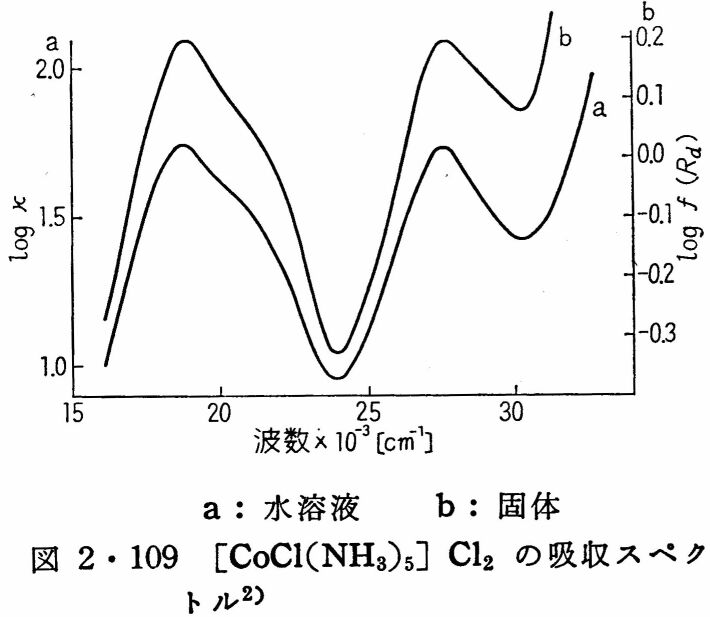 a
b
2.0
1.5
1.0
log ϰ
0.2
0.1
0.0
-0.1
-0.2
-0.3
log f (Rd)
b
a
15
20
25
30
波数×10⁻³ [cm⁻¹]
a : 水溶液 b : 固体
図 2・109 [CoCl(NH₃)₅] Cl₂ の吸収スペク
トル²⁾